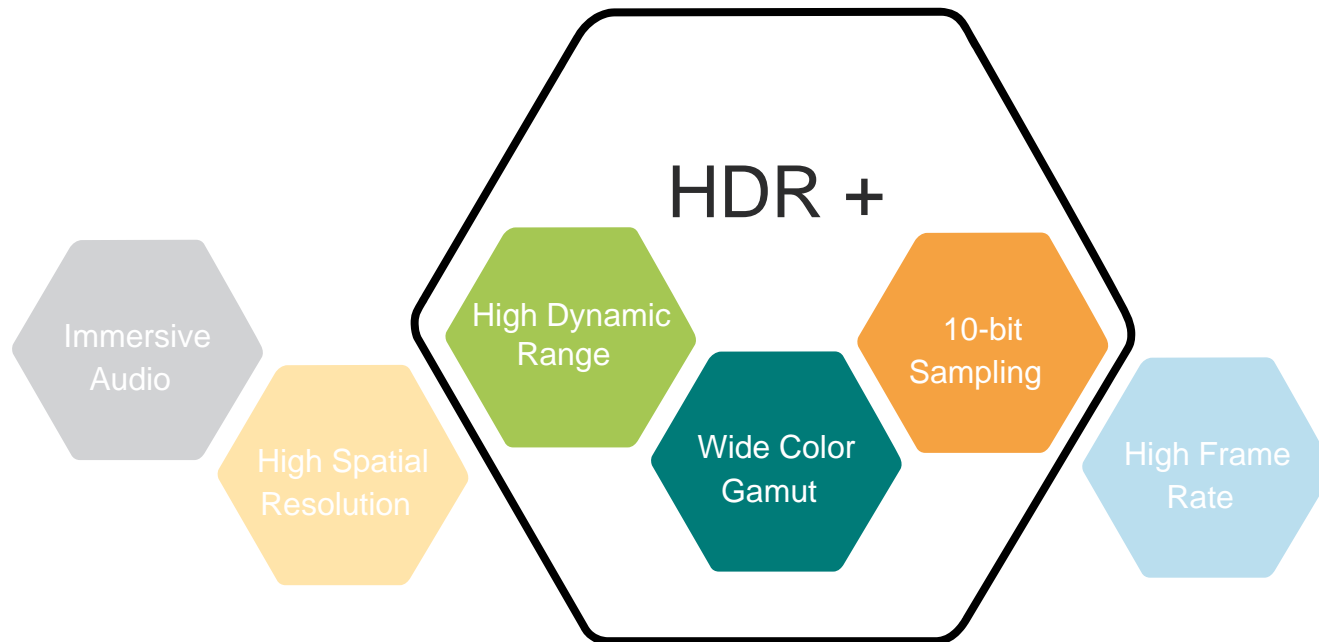 HDR +
Immersive
Audio
High Spatial
Resolution
High Dynamic
Range
Wide Color
Gamut
10-bit
Sampling
High Frame
Rate